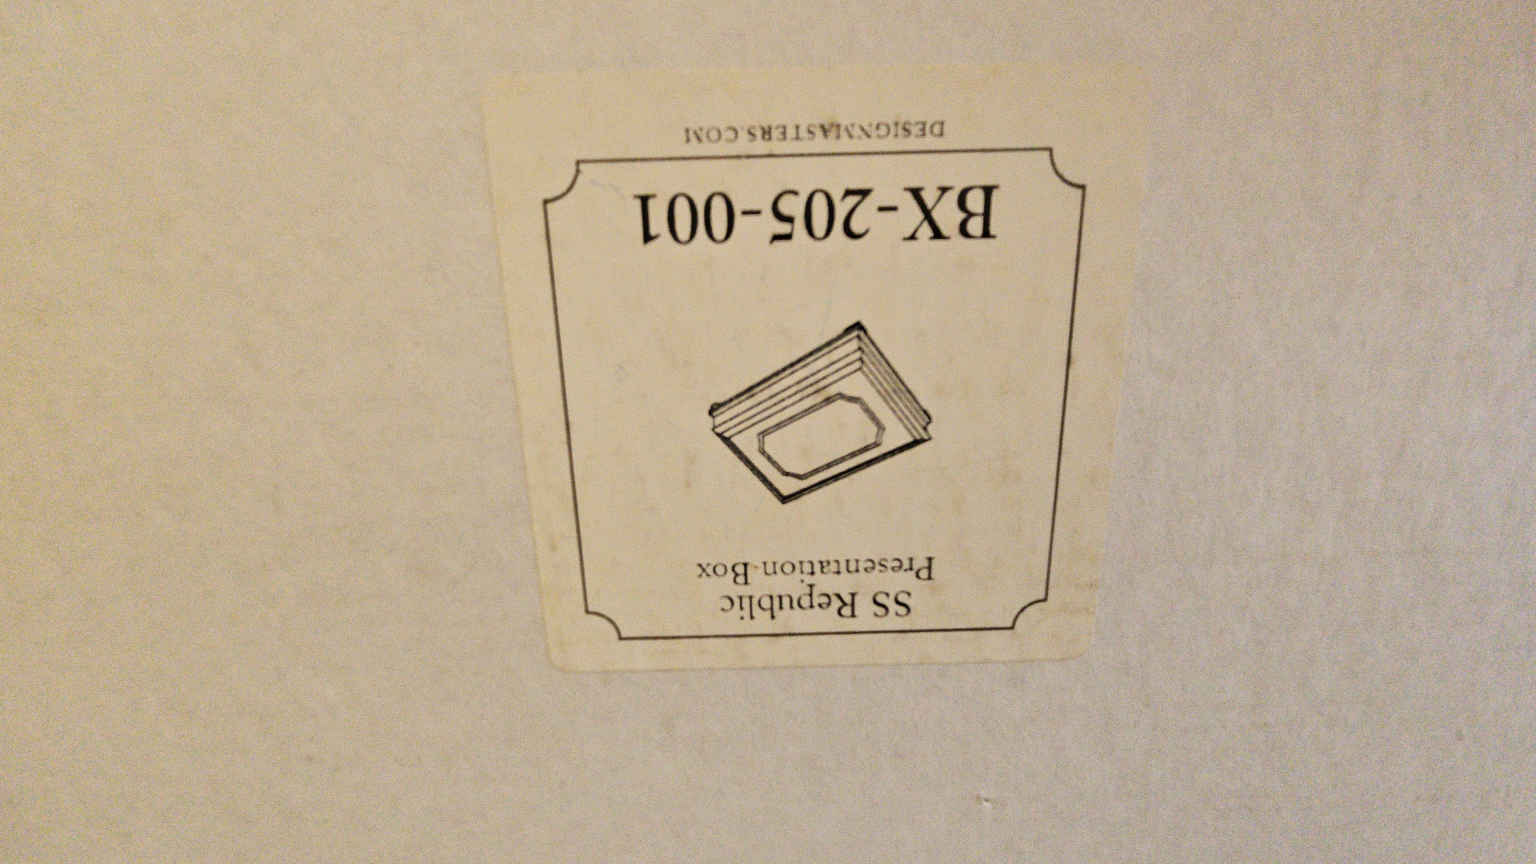 SS Republic
Presentation Box
BX-205-001
DESIGNMASTERS.COM